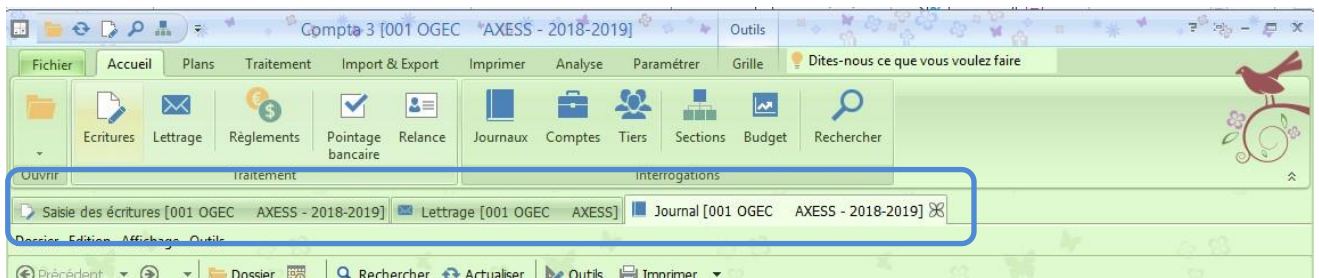 Compta 3 [001 OGEC AXESS - 2018-2019] Outils
Fichier Accueil Plans Traitement Import & Export Imprimer Analyse Paramétrer Grille Dites-nous ce que vous voulez faire
Ecritures Lettrage Règlements Pointage bancaire Relance Journaux Comptes Tiers Sections Budget Rechercher
Ouvrir Traitement Interrogations
Saisie des écritures [001 OGEC AXESS - 2018-2019] Lettrage [001 OGEC AXESS] Journal [001 OGEC AXESS - 2018-2019]
Dossier Edition Affichage Outils
Précédent Dossier Rechercher Actualiser Outils Imprimer